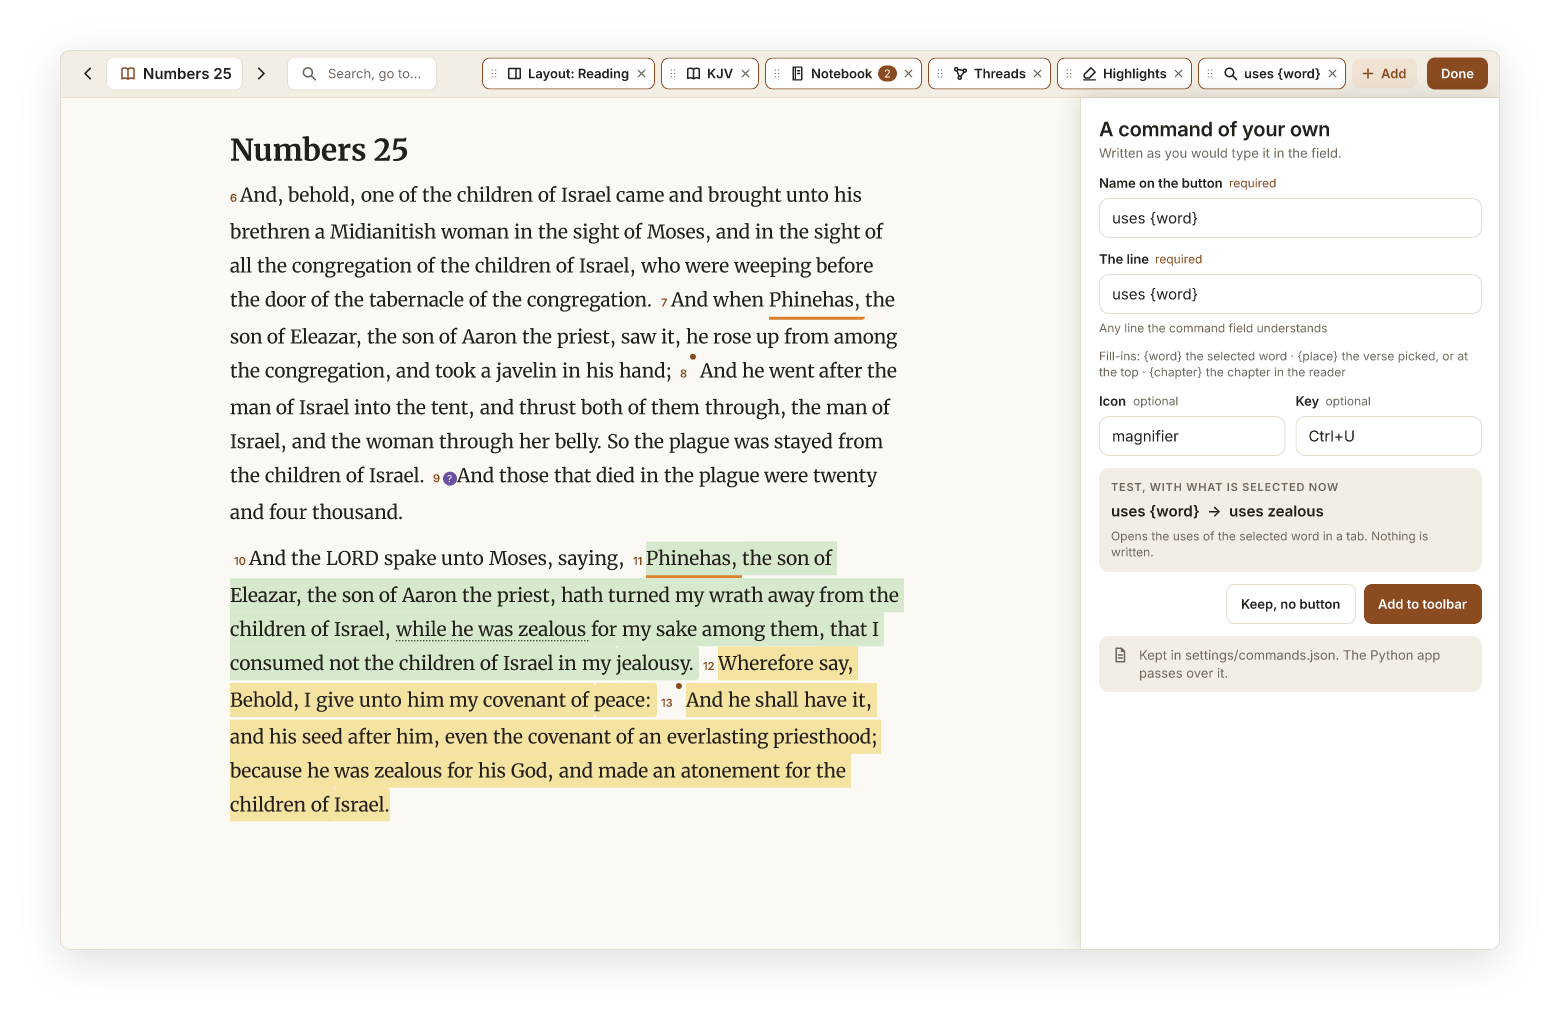 Numbers 25
Search, go to...
Layout: Reading
KJV
Notebook 2
Threads
Highlights
uses {word}
Add
Done
Numbers 25
6 And, behold, one of the children of Israel came and brought unto his
brethren a Midianitish woman in the sight of Moses, and in the sight of
all the congregation of the children of Israel, who were weeping before
the door of the tabernacle of the congregation. 7 And when Phinehas, the
son of Eleazar, the son of Aaron the priest, saw it, he rose up from among
the congregation, and took a javelin in his hand; 8 And he went after the
man of Israel into the tent, and thrust both of them through, the man of
Israel, and the woman through her belly. So the plague was stayed from
the children of Israel. 9 ? And those that died in the plague were twenty
and four thousand.
10 And the LORD spake unto Moses, saying, 11 Phinehas, the son of
Eleazar, the son of Aaron the priest, hath turned my wrath away from the
children of Israel, while he was zealous for my sake among them, that I
consumed not the children of Israel in my jealousy. 12 Wherefore say,
Behold, I give unto him my covenant of peace: 13 And he shall have it,
and his seed after him, even the covenant of an everlasting priesthood;
because he was zealous for his God, and made an atonement for the
children of Israel.
A command of your own
Written as you would type it in the field.
Name on the button required
uses {word}
The line required
uses {word}
Any line the command field understands
Fill-ins: {word} the selected word · {place} the verse picked, or at
the top · {chapter} the chapter in the reader
Icon optional
Key optional
magnifier
Ctrl+U
TEST, WITH WHAT IS SELECTED NOW
uses {word} → uses zealous
Opens the uses of the selected word in a tab. Nothing is
written.
Keep, no button
Add to toolbar
Kept in settings/commands.json. The Python app
passes over it.